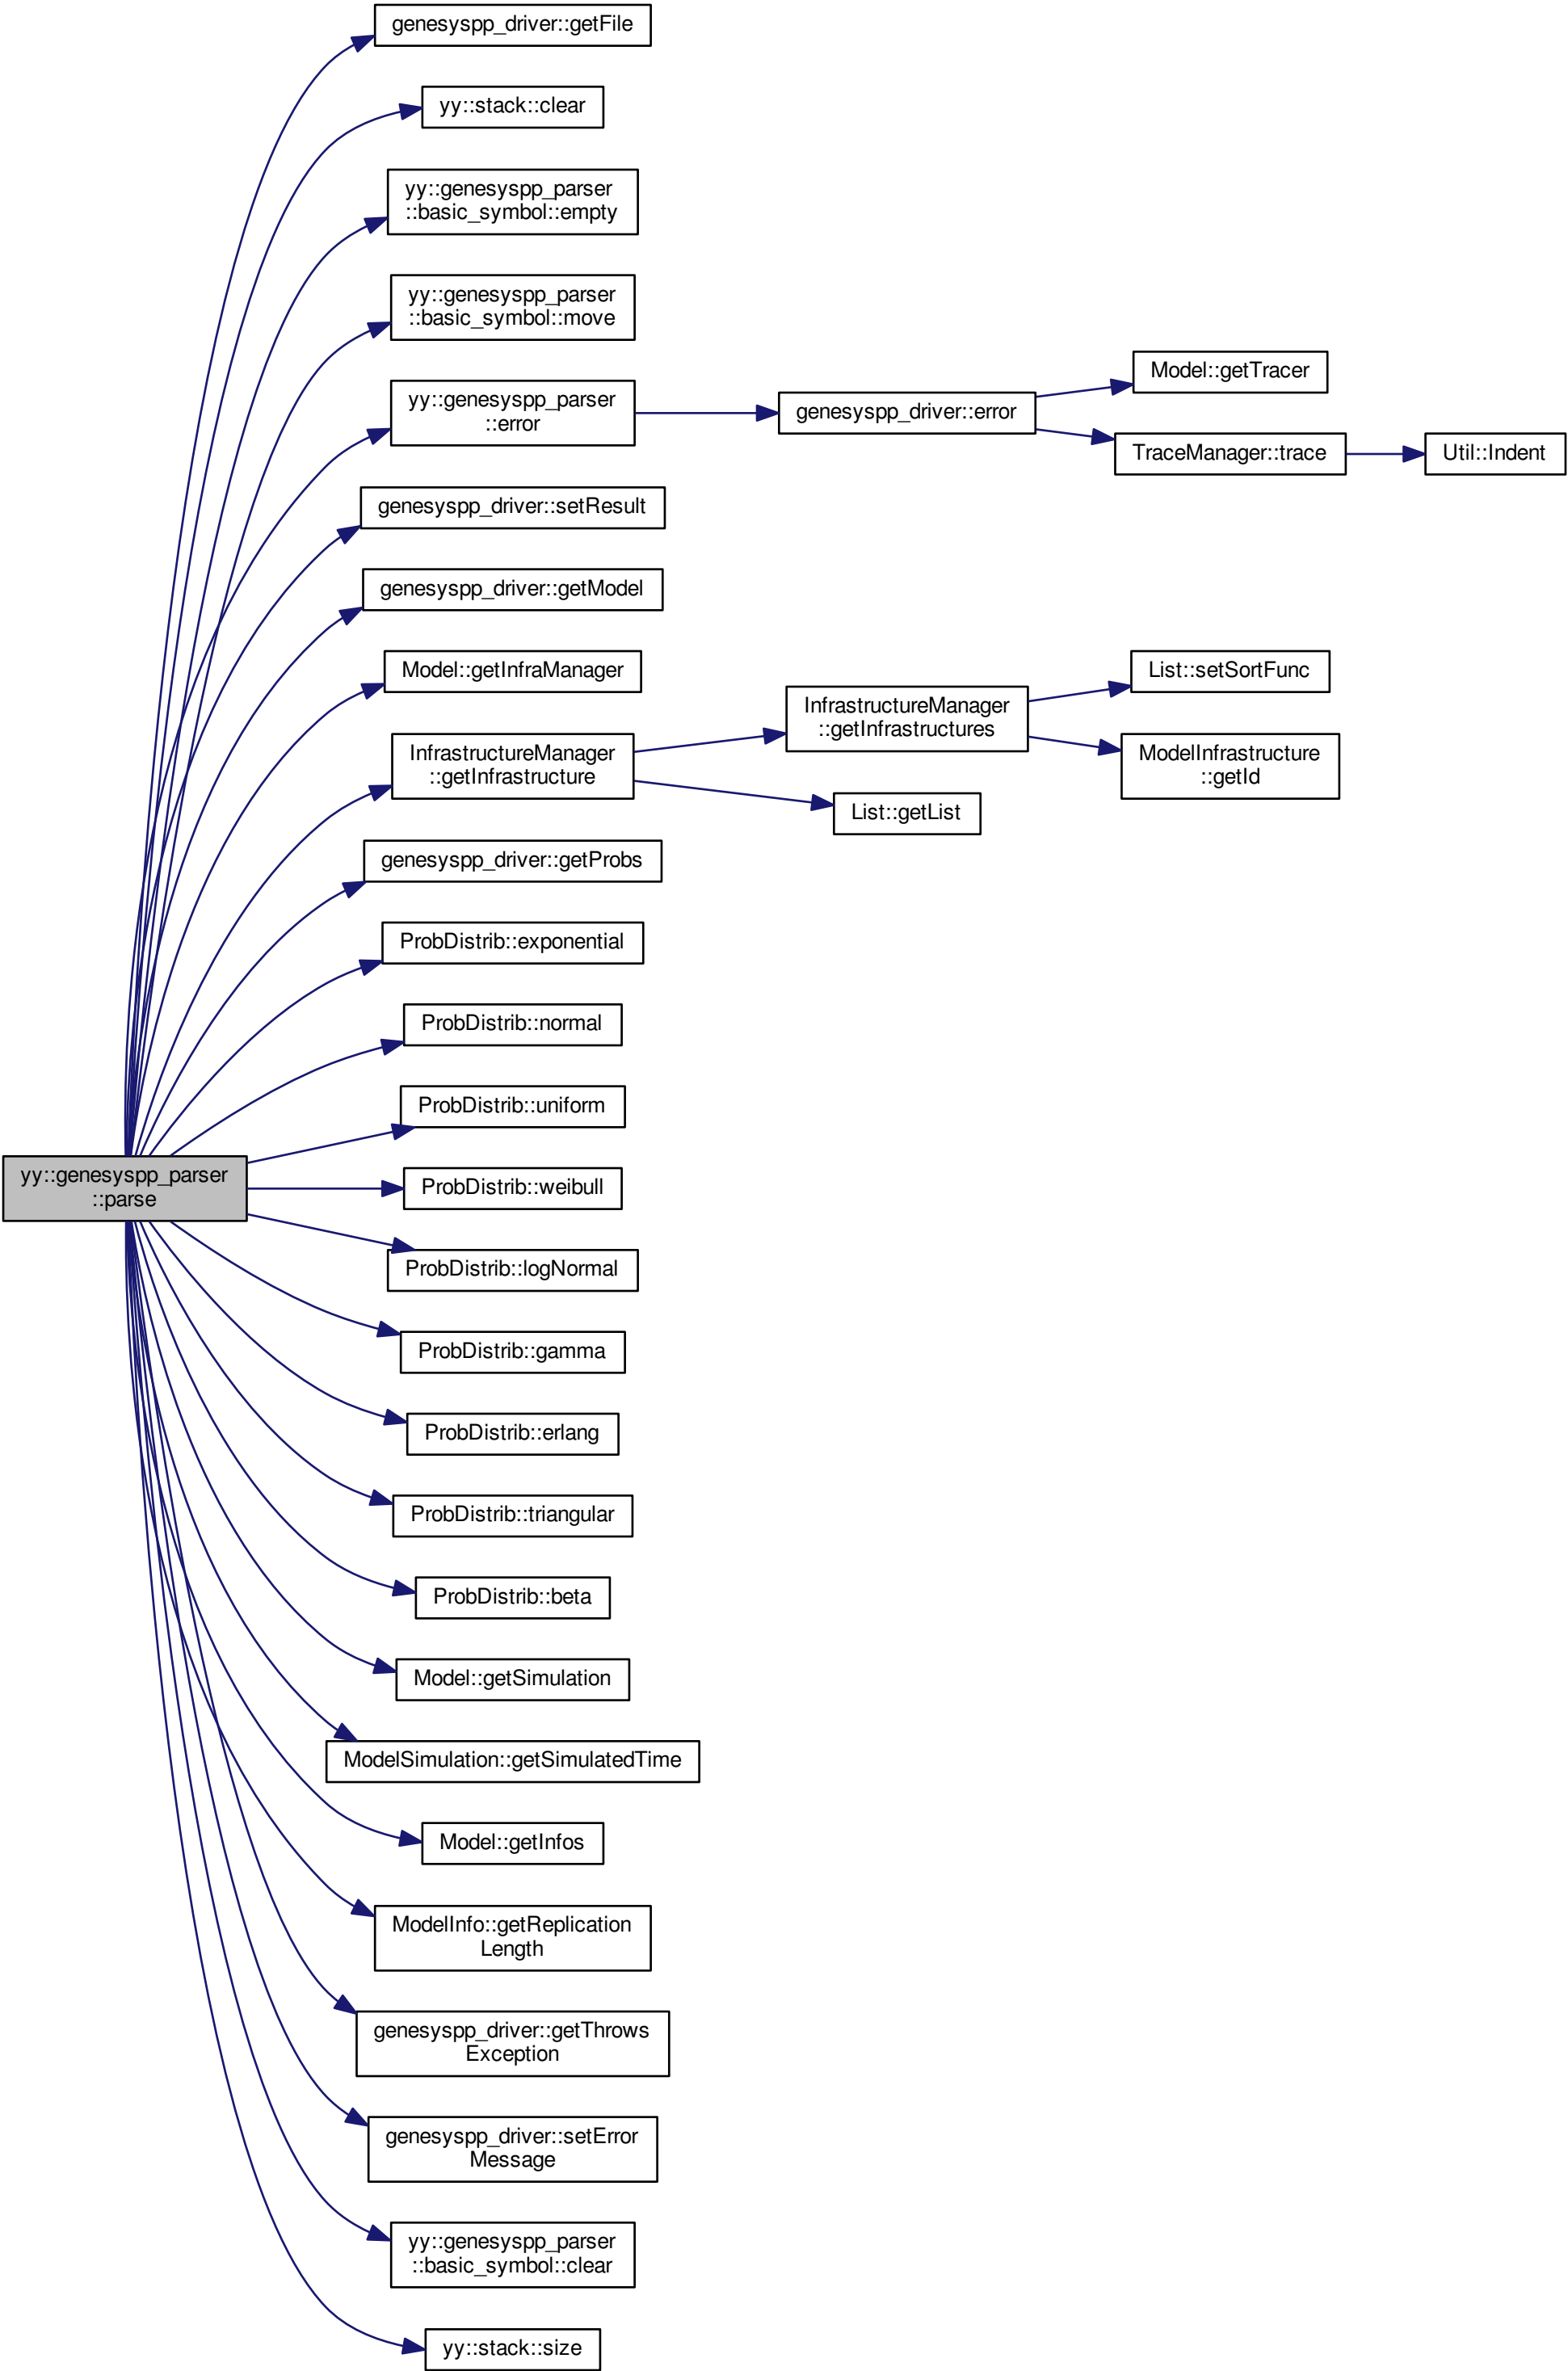 genesyspp_driver::getFile
yy::stack::clear
yy::genesyspp_parser
::basic_symbol::empty
yy::genesyspp_parser
::basic_symbol::move
yy::genesyspp_parser
::error
genesyspp_driver::error
Model::getTracer
TraceManager::trace
Util::Indent
genesyspp_driver::setResult
genesyspp_driver::getModel
Model::getInfraManager
InfrastructureManager
::getInfrastructure
InfrastructureManager
::getInfrastructures
List::setSortFunc
ModelInfrastructure
::getId
List::getList
genesyspp_driver::getProbs
ProbDistrib::exponential
ProbDistrib::normal
ProbDistrib::uniform
yy::genesyspp_parser
::parse
ProbDistrib::weibull
ProbDistrib::logNormal
ProbDistrib::gamma
ProbDistrib::erlang
ProbDistrib::triangular
ProbDistrib::beta
Model::getSimulation
ModelSimulation::getSimulatedTime
Model::getInfos
ModelInfo::getReplication
Length
genesyspp_driver::getThrows
Exception
genesyspp_driver::setError
Message
yy::genesyspp_parser
::basic_symbol::clear
yy::stack::size